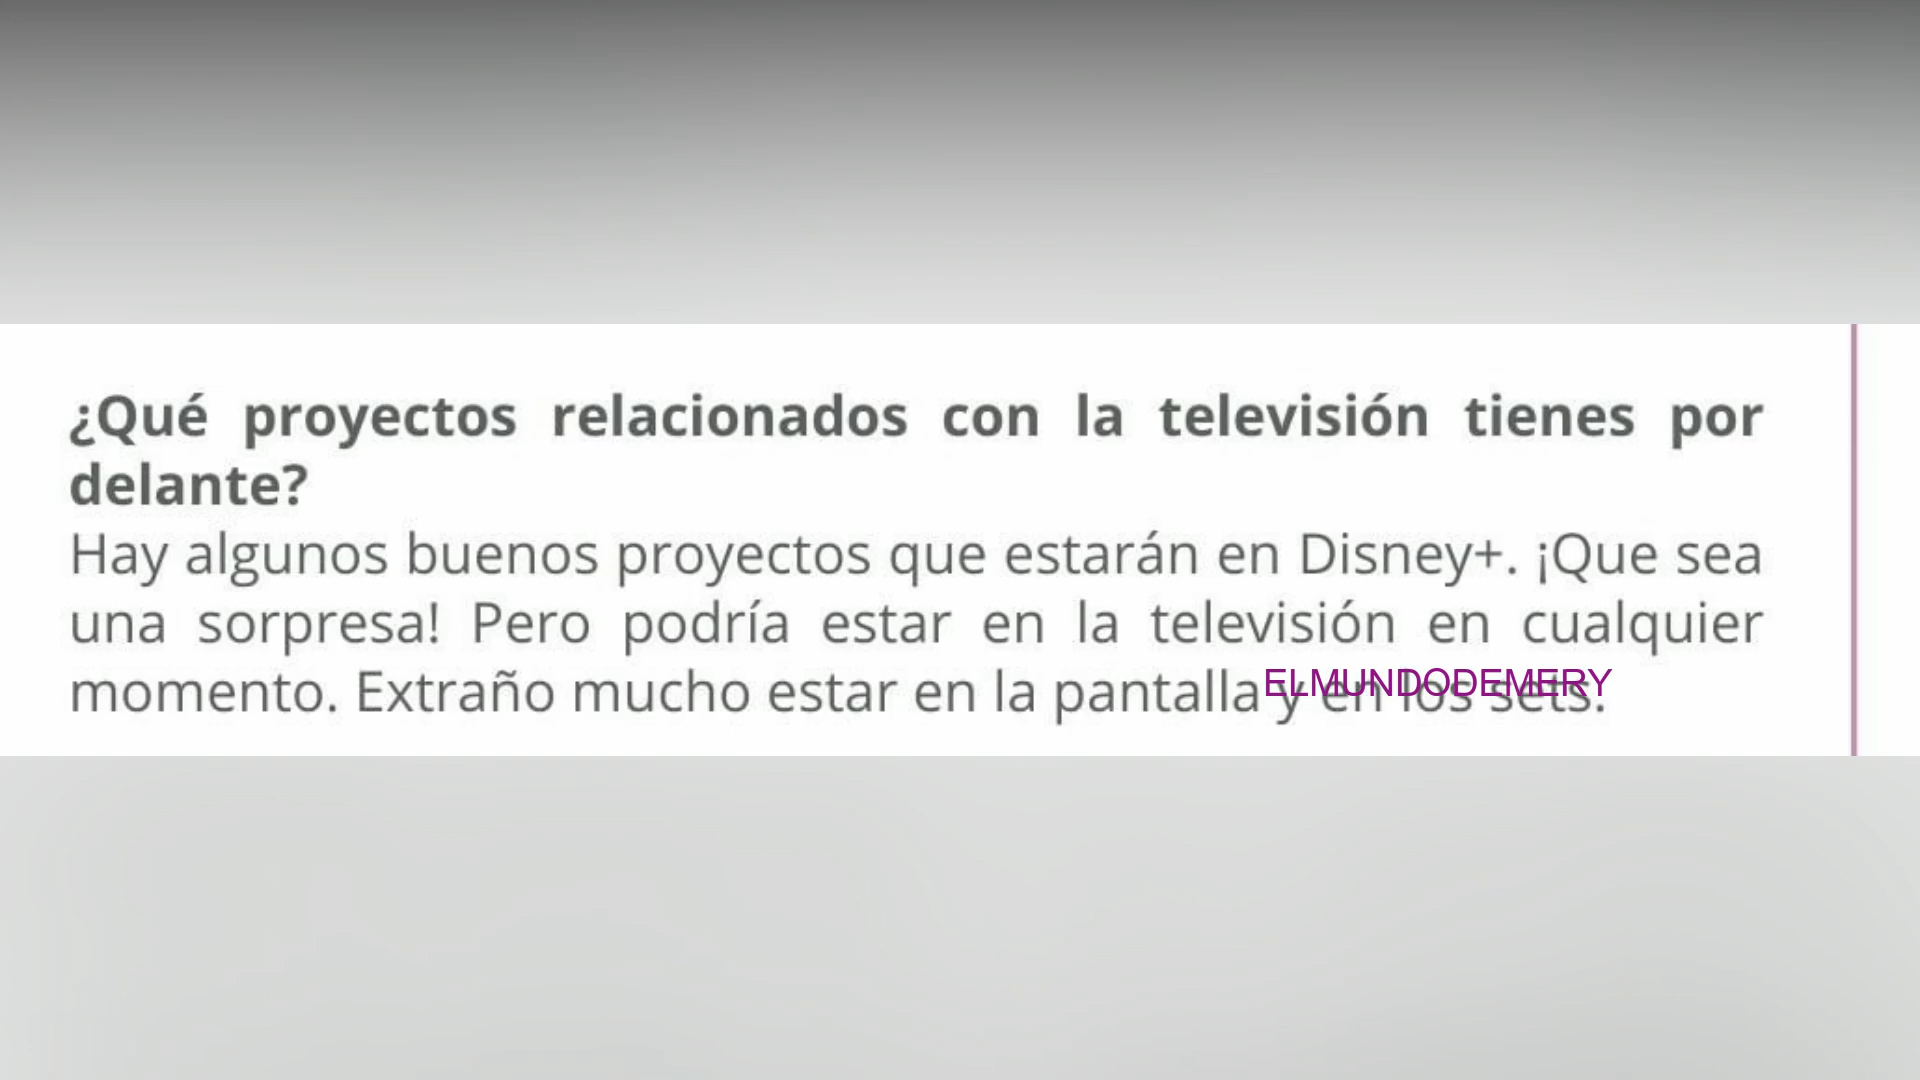 ¿Qué proyectos relacionados con la televisión tienes por
delante?
Hay algunos buenos proyectos que estarán en Disney+. ¡Que sea
una sorpresa! Pero podría estar en la televisión en cualquier
momento. Extraño mucho estar en la pantalla y en los sets.
ELMUNDODEMERY